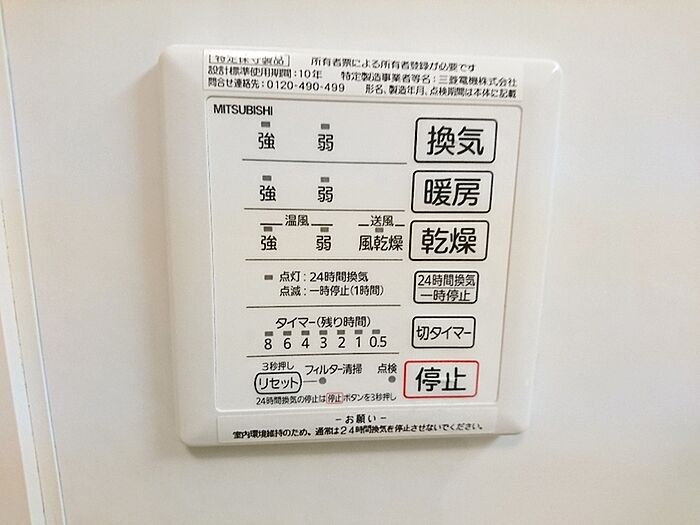 特定保守製品 所有者票による所有者登録が必要です
設計標準使用期間:10年 特定製造事業者等名:三菱電機株式会社
問合せ連絡先:0120-490-499 形名、製造年月、点検期間は本体に記載
MITSUBISHI
強 弱 換気
強 弱 暖房
温風 送風
強 弱 風乾燥 乾燥
点灯:24時間換気
点滅:一時停止(1時間)
24時間換気
一時停止
タイマー(残り時間)
8 6 4 3 2 1 0.5
切タイマー
3秒押し
リセット フィルター清掃 点検
停止
24時間換気の停止は停止ボタンを3秒押し
-お願い-
室内環境維持のため、通常は24時間換気を停止させないでください。